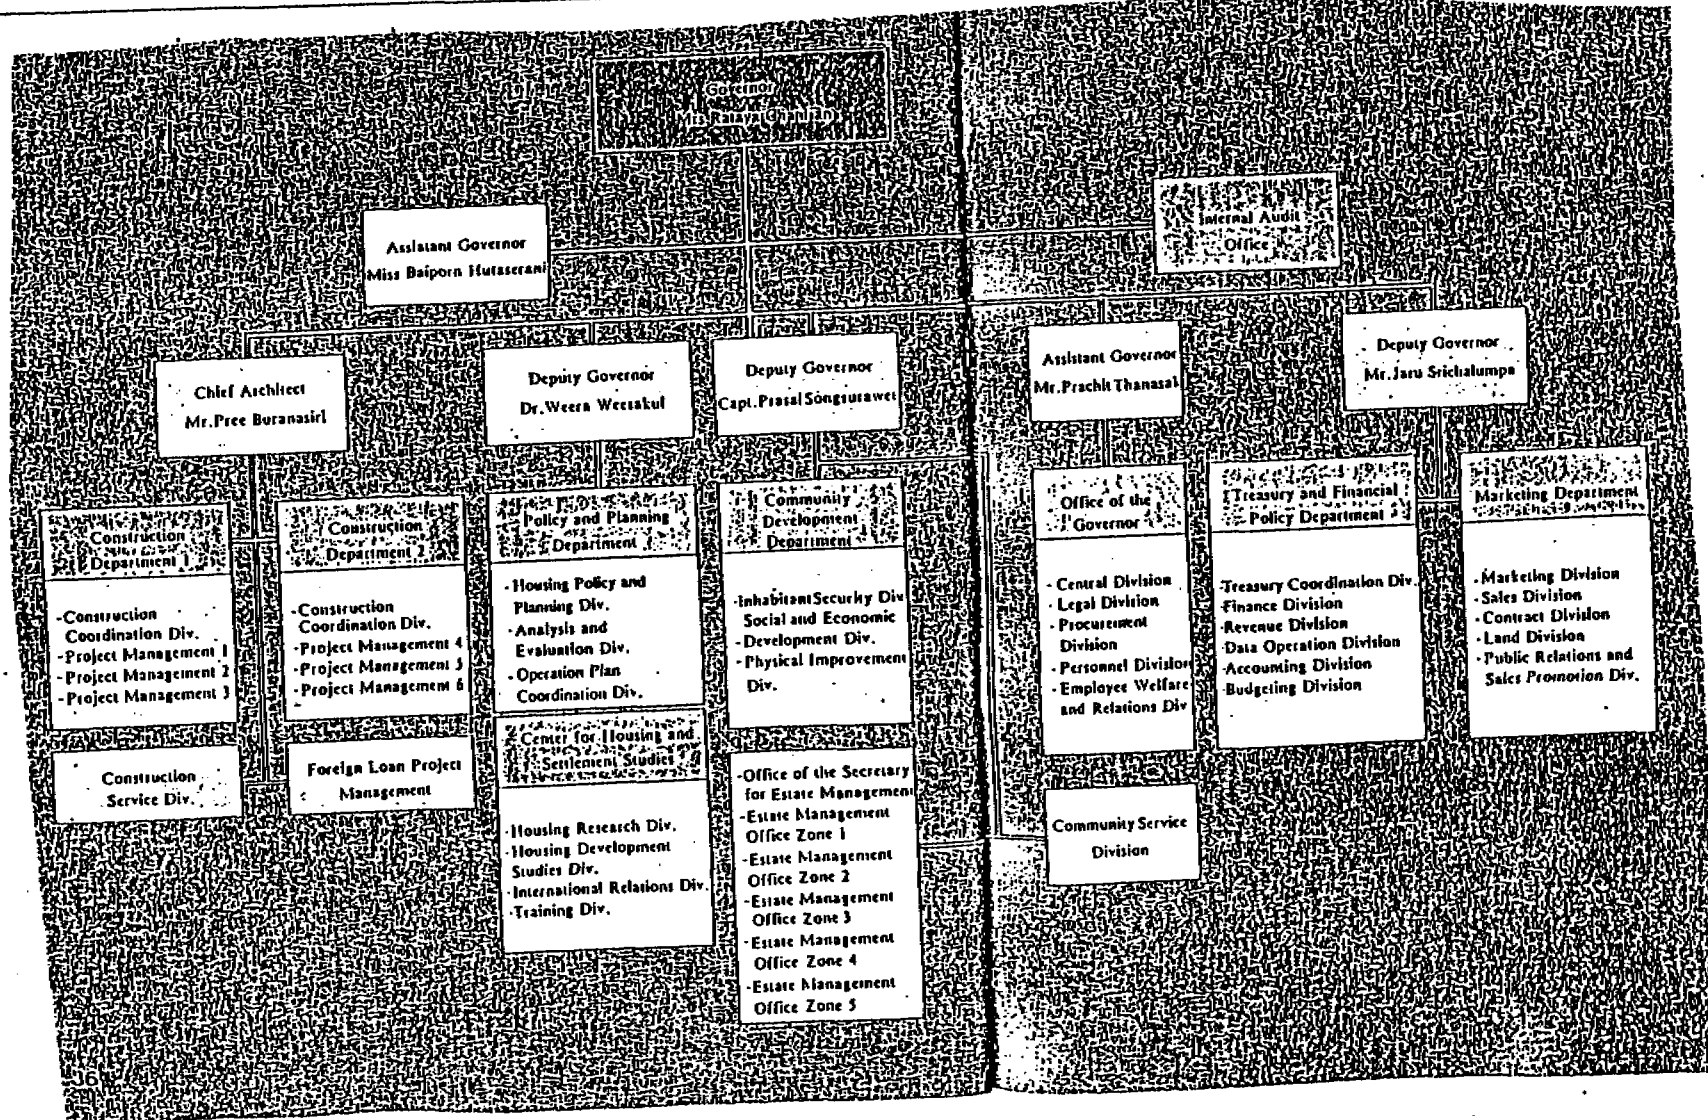 Governor
Miss Rataya
Assistant Governor
Miss Baiporn Hutaserani
Internal Audit
Office
Chief Architect
Mr.Pree Buranasiri
Deputy Governor
Dr.Weera Weerakul
Deputy Governor
Capt.Prasal Songsurawet
Assistant Governor
Mr.Prachit Thanasak
Deputy Governor
Mr.Jaru Srichalumpa
Construction
Department 1
-Construction
Coordination Div.
-Project Management 1
-Project Management 2
-Project Management 3
Construction
Service Div.
Construction
Department 2
-Construction
Coordination Div.
-Project Management 4
-Project Management 5
-Project Management 6
Foreign Loan Project
Management
Policy and Planning
Department
-Housing Policy and
Planning Div.
-Analysis and
Evaluation Div.
-Operation Plan
Coordination Div.
Center for Housing and
Settlement Studies
-Housing Research Div.
-Housing Development
Studies Div.
-International Relations Div.
-Training Div.
Community
Development
Department
-Inhabitant Security Div
Social and Economic
-Development Div.
-Physical Improvement
Div.
-Office of the Secretary
for Estate Management
-Estate Management
Office Zone 1
-Estate Management
Office Zone 2
-Estate Management
Office Zone 3
-Estate Management
Office Zone 4
-Estate Management
Office Zone 5
Office of the
Governor
-Central Division
-Legal Division
-Procurement
Division
-Personnel Division
-Employee Welfare
and Relations Div
Community Service
Division
Treasury and Financial
Policy Department
-Treasury Coordination Div.
-Finance Division
-Revenue Division
-Data Operation Division
-Accounting Division
-Budgeting Division
Marketing Department
-Marketing Division
-Sales Division
-Contract Division
-Land Division
-Public Relations and
Sales Promotion Div.